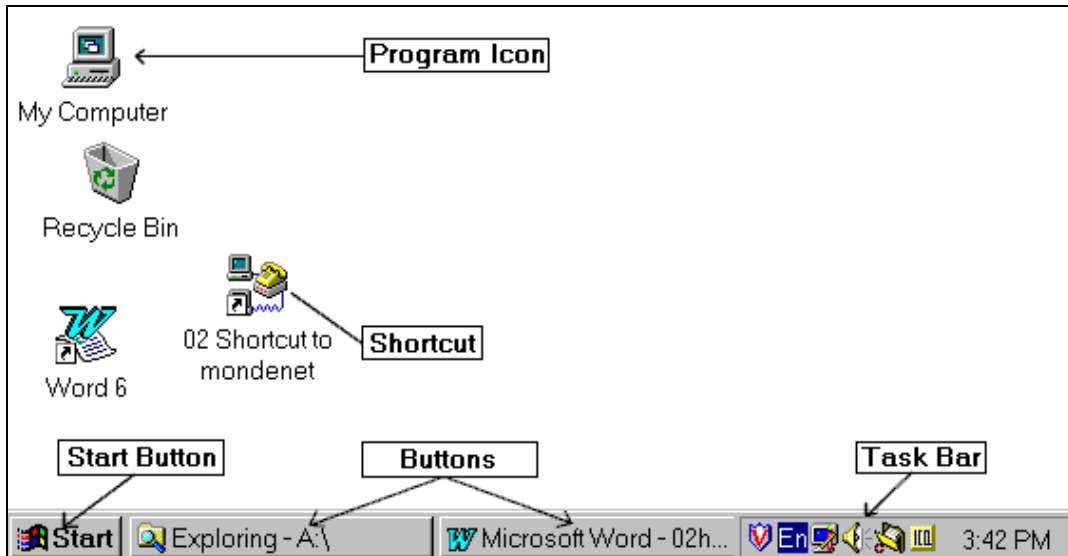 Program Icon
My Computer
Recycle Bin
02 Shortcut to
mondenet
Shortcut
Word 6
Start Button
Buttons
Task Bar
Start
Exploring - A:\
Microsoft Word - 02h...
En
3:42 PM